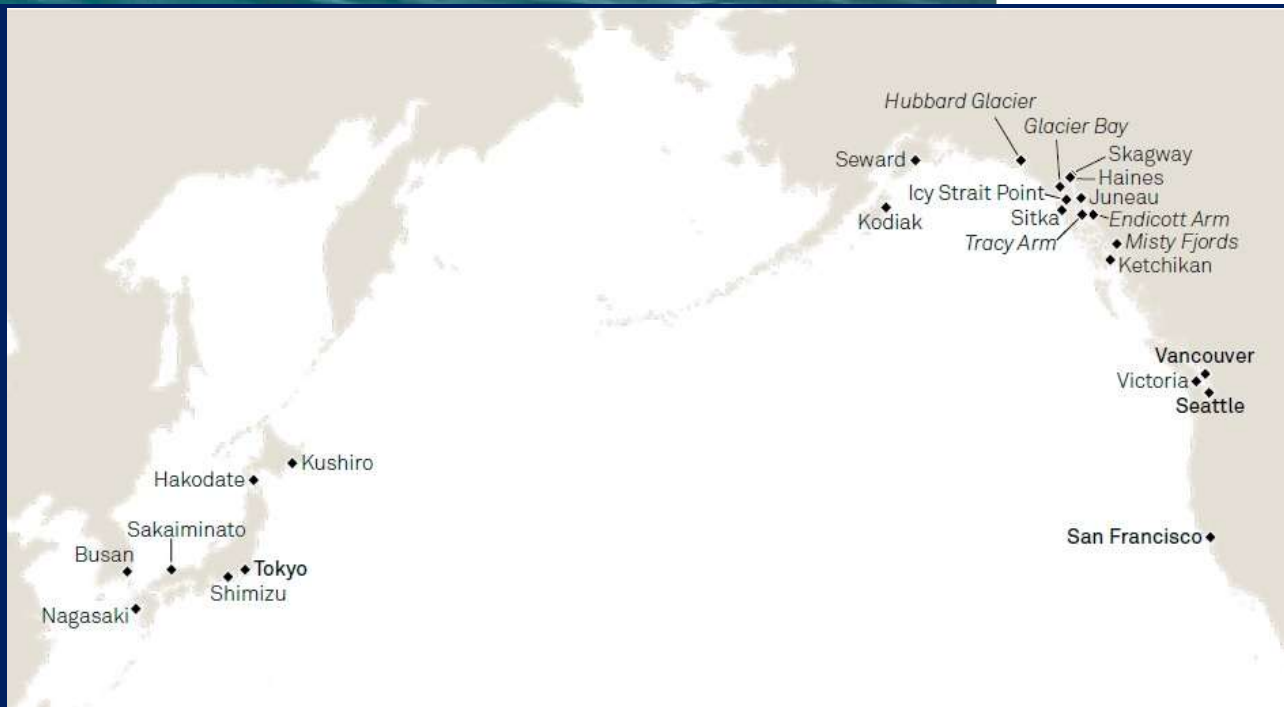 Hubbard Glacier
Glacier Bay
Skagway
Seward
Haines
Icy Strait Point
Juneau
Kodiak
Sitka
Endicott Arm
Tracy Arm
Misty Fjords
Ketchikan
Vancouver
Victoria
Seattle
Kushiro
Hakodate
Sakaiminato
San Francisco
Busan
Tokyo
Shimizu
Nagasaki